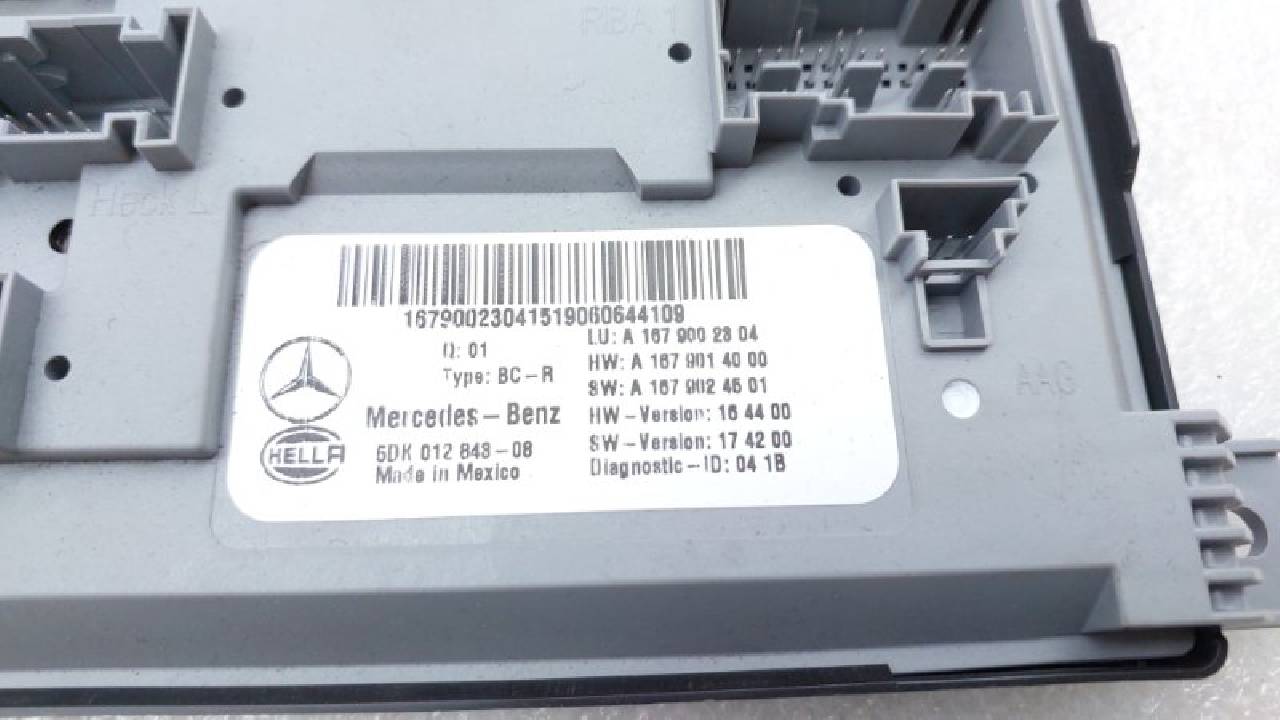 RBA 1
Heck L
16790023041519060644109
Q: 01
Type: BC-R
Mercedes-Benz
6DK 012 843-08
Made in Mexico
HELLA
LU: A 167 900 23 04
HW: A 167 901 40 00
SW: A 167 902 45 01
HW-Version: 16 44 00
SW-Version: 17 42 00
Diagnostic-ID: 04 1B
AAG